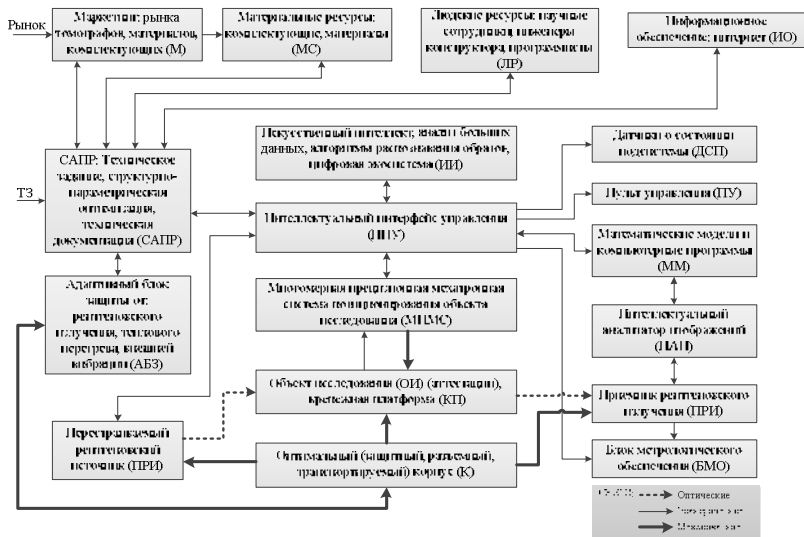 Рынок
Маркетинг: рынка
томографов, материалов,
комплектующих (М)
Материальные ресурсы:
комплектующие, материалы
(МС)
Людские ресурсы: научные
сотрудники, инженеры
конструктора, программисты
(ЛР)
Информационное
обеспечение: интернет (ИО)
ТЗ
САПР: Техническое
задание, структурно-
параметрическая
оптимизация,
техническая
документация (САПР)
Искусственный интеллект; анализ больших
данных, алгоритмы распознавания образов,
цифровая экосистема (ИИ)
Датчики о состоянии
подсистемы (ДСП)
Интеллектуальный интерфейс управления
(ИИУ)
Пульт управления (ПУ)
Математические модели и
компьютерные программы
(ММ)
Адаптивный блок
защиты от:
рентгеновского
излучения, теплового
перегрева, внешней
вибрации (АБЗ)
Многомерная прецизионная мехатронная
система позиционирования объекта
исследования (МПМС)
Интеллектуальный
анализатор изображений
(ИАИ)
Объект исследования (ОИ) (аттестации),
крепежная платформа (КП)
Приемник рентгеновского
излучения (ПРИ)
Перестраиваемый
рентгеновский
источник (ПРИ)
Оптимальный (защитный, разъемный,
транспортируемый) корпус (К)
Блок метрологического
обеспечения (БМО)
Оптические